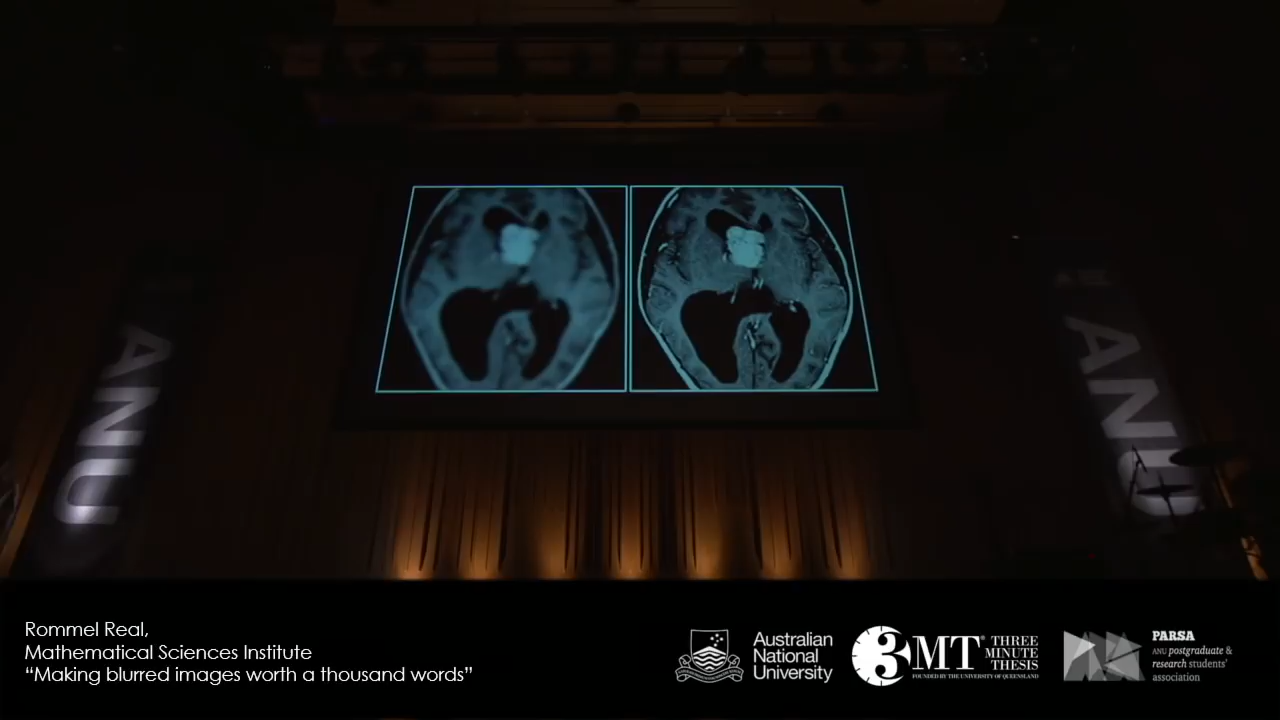 ANU
ANU
Rommel Real,
Mathematical Sciences Institute
“Making blurred images worth a thousand words”
Australian
National
University
3MT® THREE
MINUTE
THESIS
FOUNDED BY THE UNIVERSITY OF QUEENSLAND
PARSA
ANU postgraduate &
research students'
association